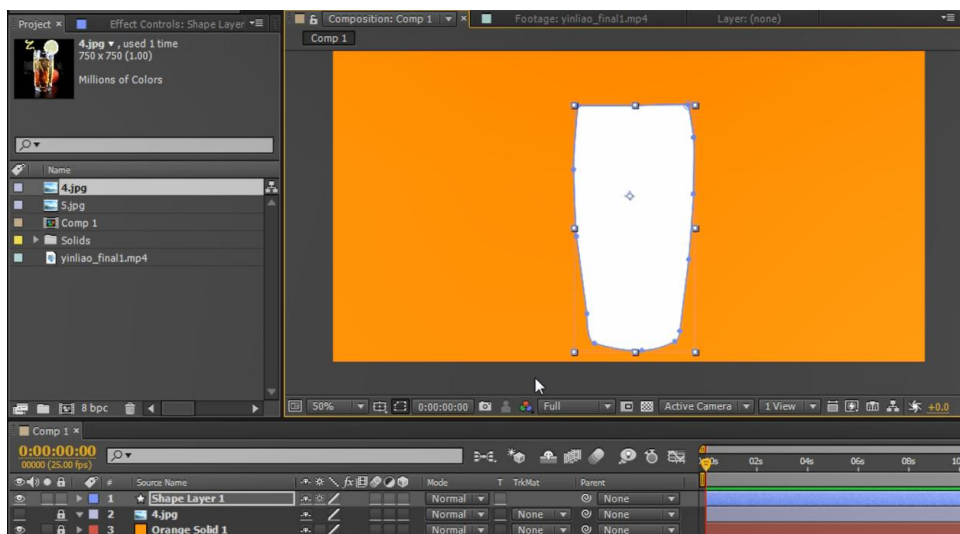 Project × Effect Controls: Shape Layer
4.jpg ▾ , used 1 time
750 x 750 (1.00)
Millions of Colors
Name
4.jpg
5.jpg
Comp 1
Solids
yinliao_final1.mp4
8 bpc
Composition: Comp 1 × Footage: yinliao_final1.mp4 Layer: (none)
Comp 1
50% 0:00:00:00 Full Active Camera 1 View +0.0
Comp 1 ×
0:00:00:00
00000 (25.00 fps)
# Source Name Mode T TrkMat Parent
1 Shape Layer 1 Normal None
2 4.jpg Normal None None
3 Orange Solid 1 Normal None None
02s 04s 06s 08s